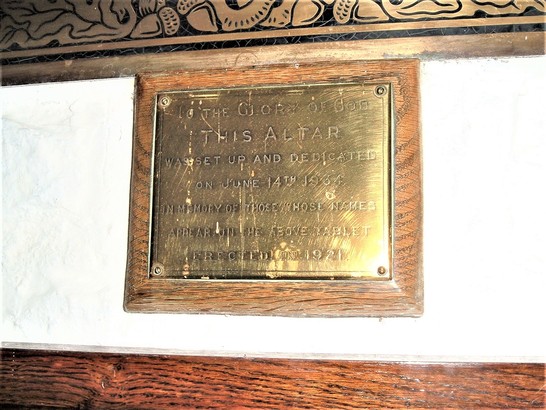 To the Glory of God
THIS ALTAR
WAS SET UP AND DEDICATED
ON JUNE 14TH 1934
IN MEMORY OF THOSE WHOSE NAMES
APPEAR ON THE ABOVE TABLET
ERECTED IN 1921